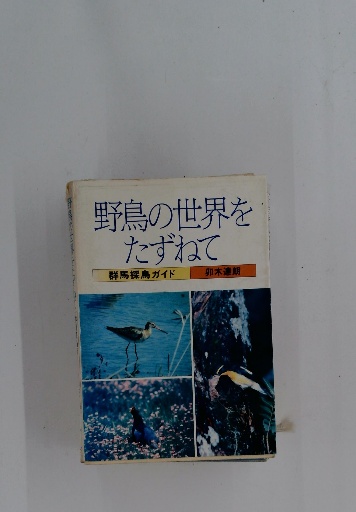 野鳥の世界を
たずねて
群馬探鳥ガイド
卯木達朗